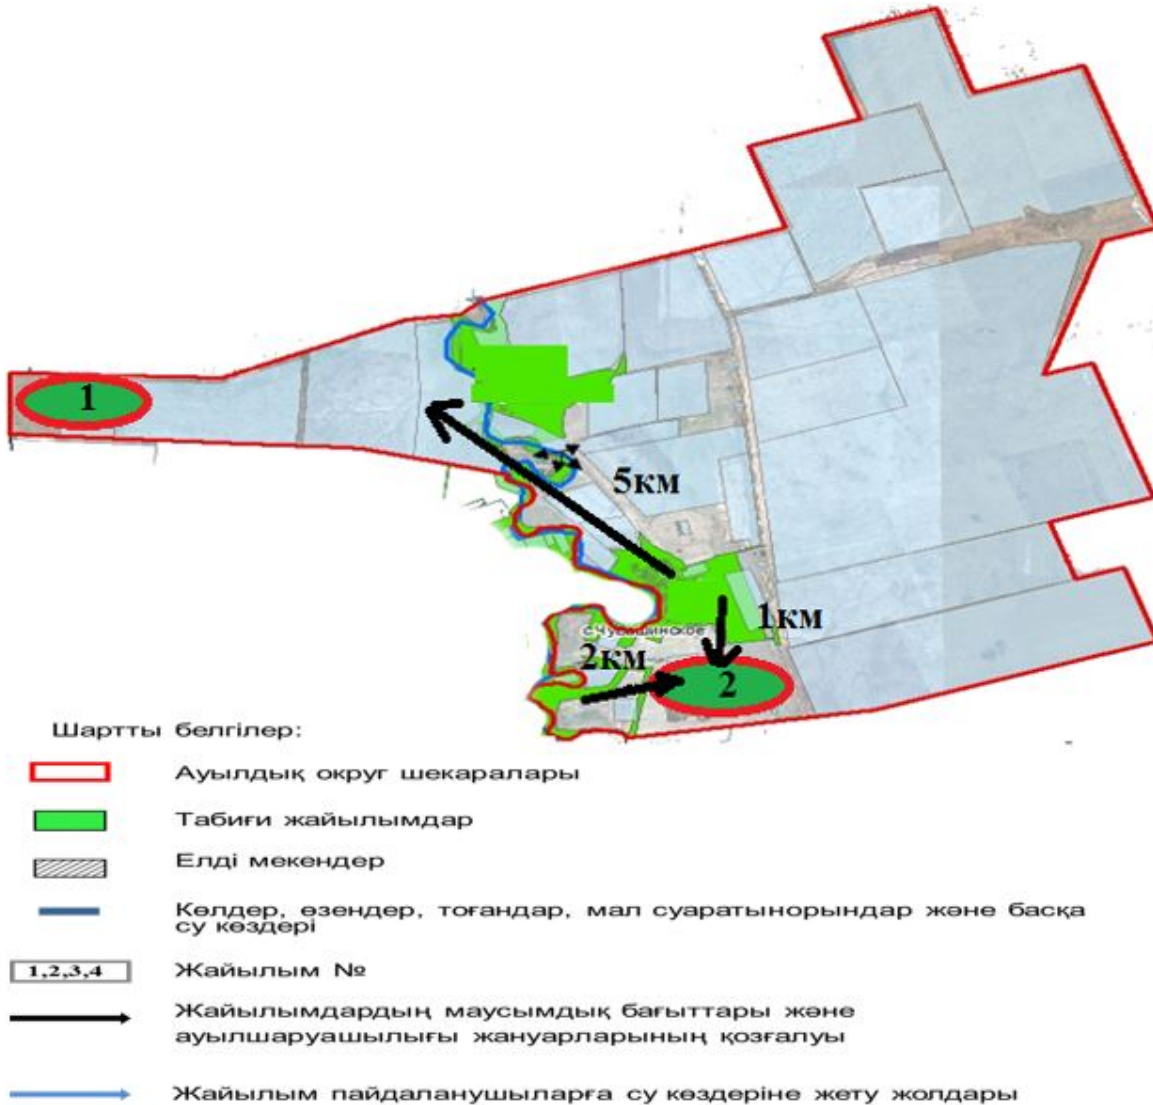 1
5км
1км
с.Чувашинское
2км
2
Шартты белгілер:
Ауылдық округ шекаралары
Табиғи жайылымдар
Елді мекендер
Көлдер, өзендер, тоғандар, мал суаратынорындар және басқа
су көздері
1,2,3,4
Жайылым №
Жайылымдардың маусымдық бағыттары және
ауылшаруашылығы жануарларының қозғалуы
Жайылым пайдаланушыларға су көздеріне жету жолдары